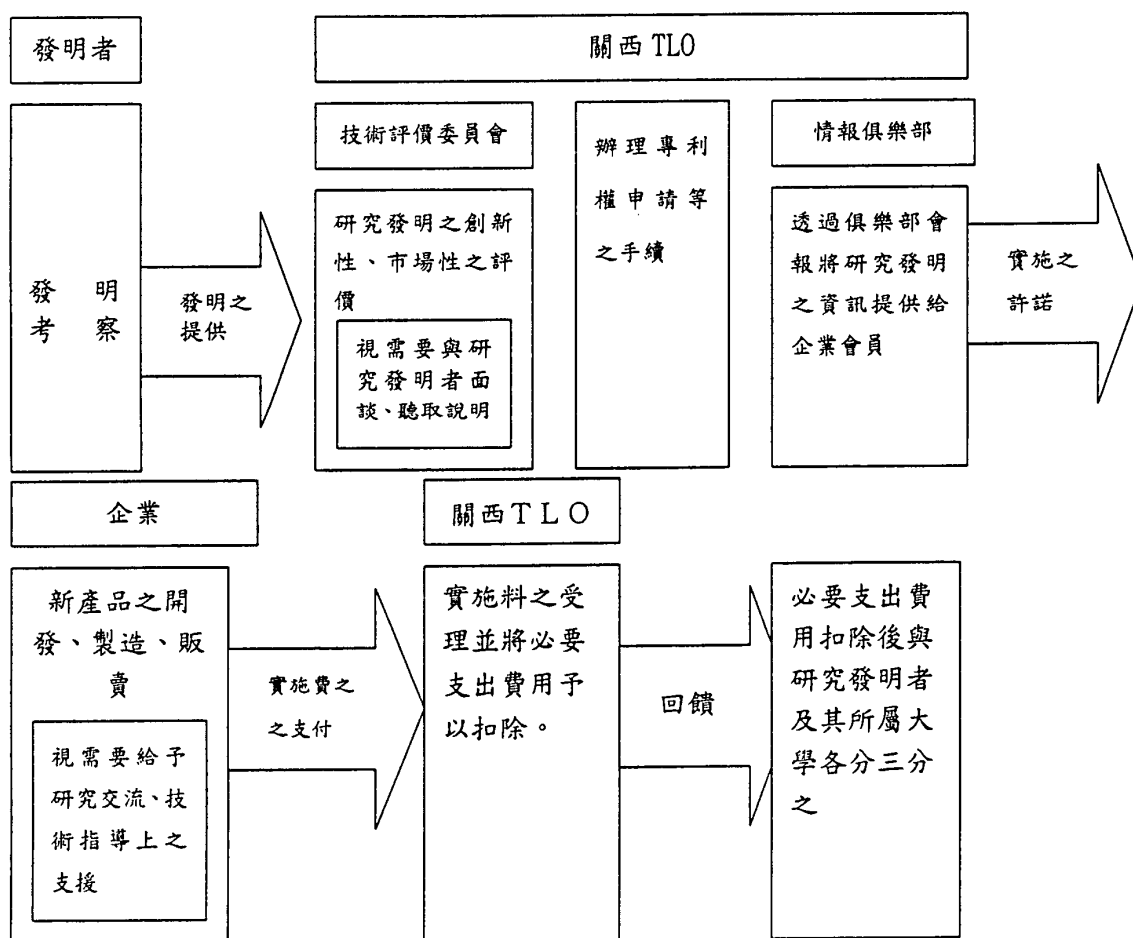 發明者
關西TLO
發明
考察
發明之
提供
技術評價委員會
研究發明之創新
性、市場性之評
價
視需要與研
究發明者面
談、聽取說明
辦理專利
權申請等
之手續
情報俱樂部
透過俱樂部會
報將研究發明
之資訊提供給
企業會員
實施之
許諾
企業
新產品之開
發、製造、販
賣
視需要給予
研究交流、技
術指導上之
支援
實施費之
之支付
關西TLO
實施料之受
理並將必要
支出費用予
以扣除。
回饋
必要支出費
用扣除後與
研究發明者
及其所屬大
學各分三分
之